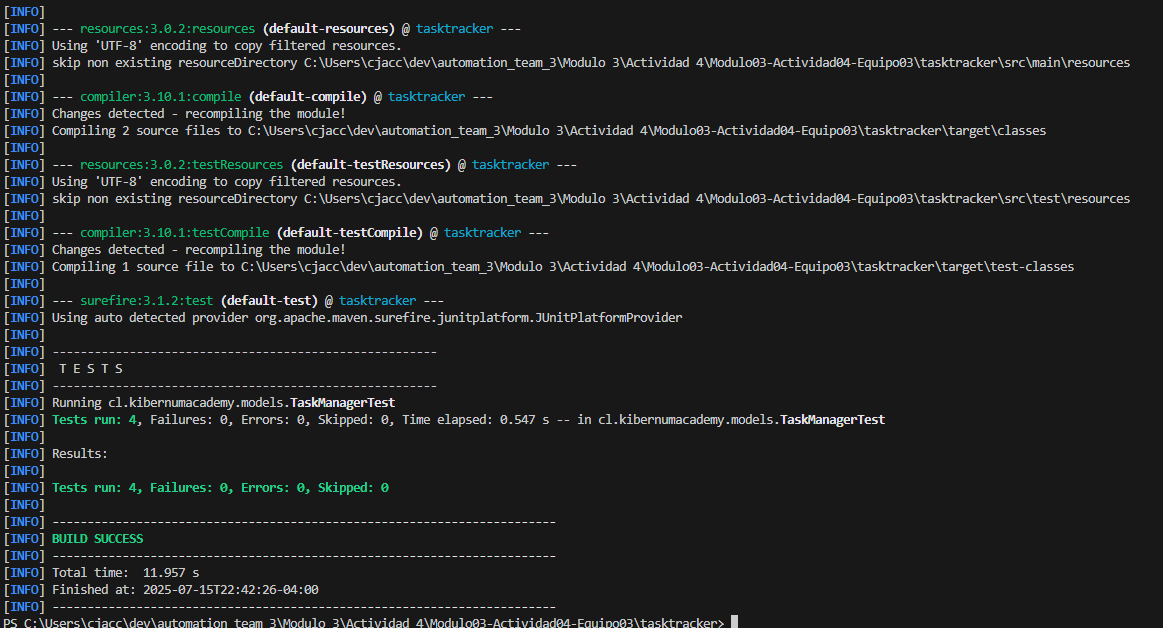 [INFO]
[INFO] --- resources:3.0.2:resources (default-resources) @ tasktracker ---
[INFO] Using 'UTF-8' encoding to copy filtered resources.
[INFO] skip non existing resourceDirectory C:\Users\cjacc\dev\automation_team_3\Modulo 3\Actividad 4\Modulo03-Actividad04-Equipo03\tasktracker\src\main\resources
[INFO]
[INFO] --- compiler:3.10.1:compile (default-compile) @ tasktracker ---
[INFO] Changes detected - recompiling the module!
[INFO] Compiling 2 source files to C:\Users\cjacc\dev\automation_team_3\Modulo 3\Actividad 4\Modulo03-Actividad04-Equipo03\tasktracker\target\classes
[INFO]
[INFO] --- resources:3.0.2:testResources (default-testResources) @ tasktracker ---
[INFO] Using 'UTF-8' encoding to copy filtered resources.
[INFO] skip non existing resourceDirectory C:\Users\cjacc\dev\automation_team_3\Modulo 3\Actividad 4\Modulo03-Actividad04-Equipo03\tasktracker\src\test\resources
[INFO]
[INFO] --- compiler:3.10.1:testCompile (default-testCompile) @ tasktracker ---
[INFO] Changes detected - recompiling the module!
[INFO] Compiling 1 source file to C:\Users\cjacc\dev\automation_team_3\Modulo 3\Actividad 4\Modulo03-Actividad04-Equipo03\tasktracker\target\test-classes
[INFO]
[INFO] --- surefire:3.1.2:test (default-test) @ tasktracker ---
[INFO] Using auto detected provider org.apache.maven.surefire.junitplatform.JUnitPlatformProvider
[INFO]
[INFO] -------------------------------------------------------
[INFO]  T E S T S
[INFO] -------------------------------------------------------
[INFO] Running cl.kibernumacademy.models.TaskManagerTest
[INFO] Tests run: 4, Failures: 0, Errors: 0, Skipped: 0, Time elapsed: 0.547 s -- in cl.kibernumacademy.models.TaskManagerTest
[INFO]
[INFO] Results:
[INFO]
[INFO] Tests run: 4, Failures: 0, Errors: 0, Skipped: 0
[INFO]
[INFO] ------------------------------------------------------------------------
[INFO] BUILD SUCCESS
[INFO] ------------------------------------------------------------------------
[INFO] Total time:  11.957 s
[INFO] Finished at: 2025-07-15T22:42:26-04:00
[INFO] ------------------------------------------------------------------------
PS C:\Users\cjacc\dev\automation_team_3\Modulo 3\Actividad 4\Modulo03-Actividad04-Equipo03\tasktracker>